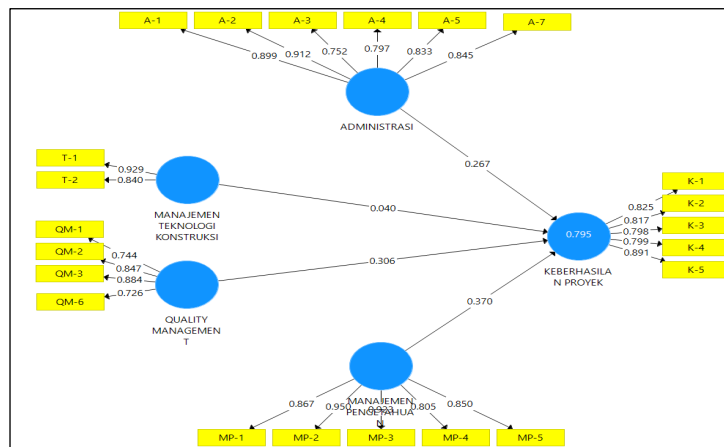 A-1 A-2 A-3 A-4 A-5 A-7
0.899 0.912 0.752 0.797 0.833 0.845
ADMINISTRASI
0.267
T-1
T-2
0.929
0.840
MANAJEMEN
TEKNOLOGI
KONSTRUKSI
0.040
QM-1
QM-2
QM-3
QM-6
0.744
0.847
0.884
0.726
QUALITY
MANAGEMEN
T
0.306
0.795
KEBERHASILA
N PROYEK
K-1
K-2
K-3
K-4
K-5
0.825
0.817
0.798
0.799
0.891
0.370
MANAJEMEN
PENGETAHUA
N
0.867 0.950 0.805 0.850
MP-1 MP-2 MP-3 MP-4 MP-5